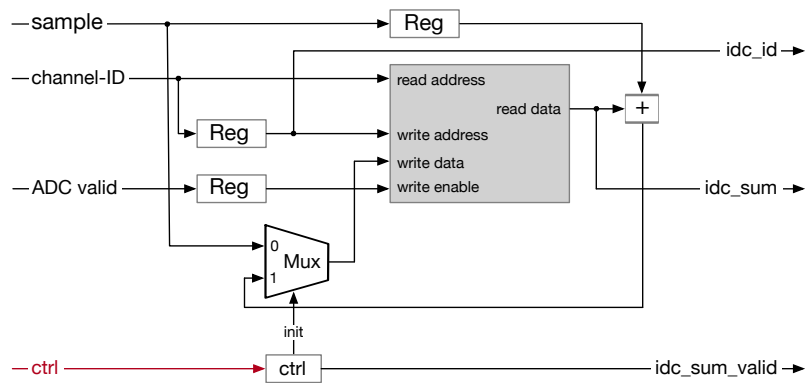 sample
Reg
idc_id
channel-ID
read address
read data
+
Reg
write address
write data
ADC valid
Reg
write enable
idc_sum
0
Mux
1
init
ctrl
ctrl
idc_sum_valid